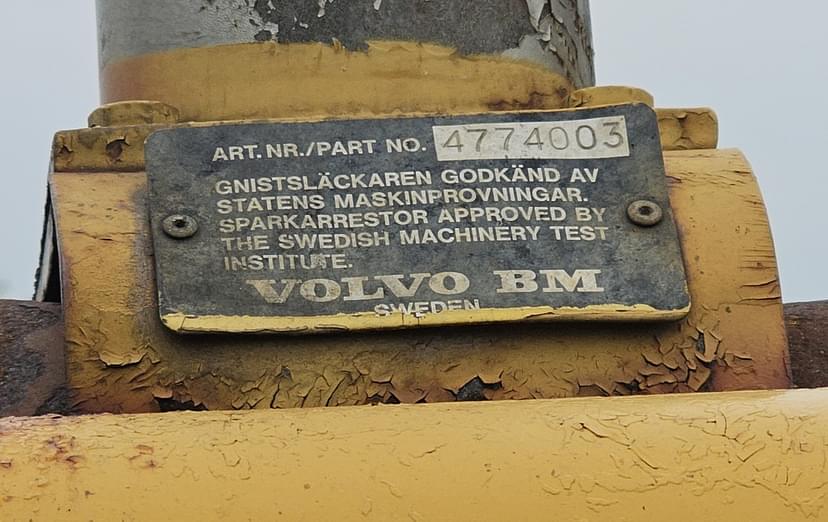 ART. NR./PART NO. 4774003
GNISTSLÄCKAREN GODKÄND AV
STATENS MASKINPROVNINGAR.
SPARKARRESTOR APPROVED BY
THE SWEDISH MACHINERY TEST
INSTITUTE.
VOLVO BM
SWEDEN